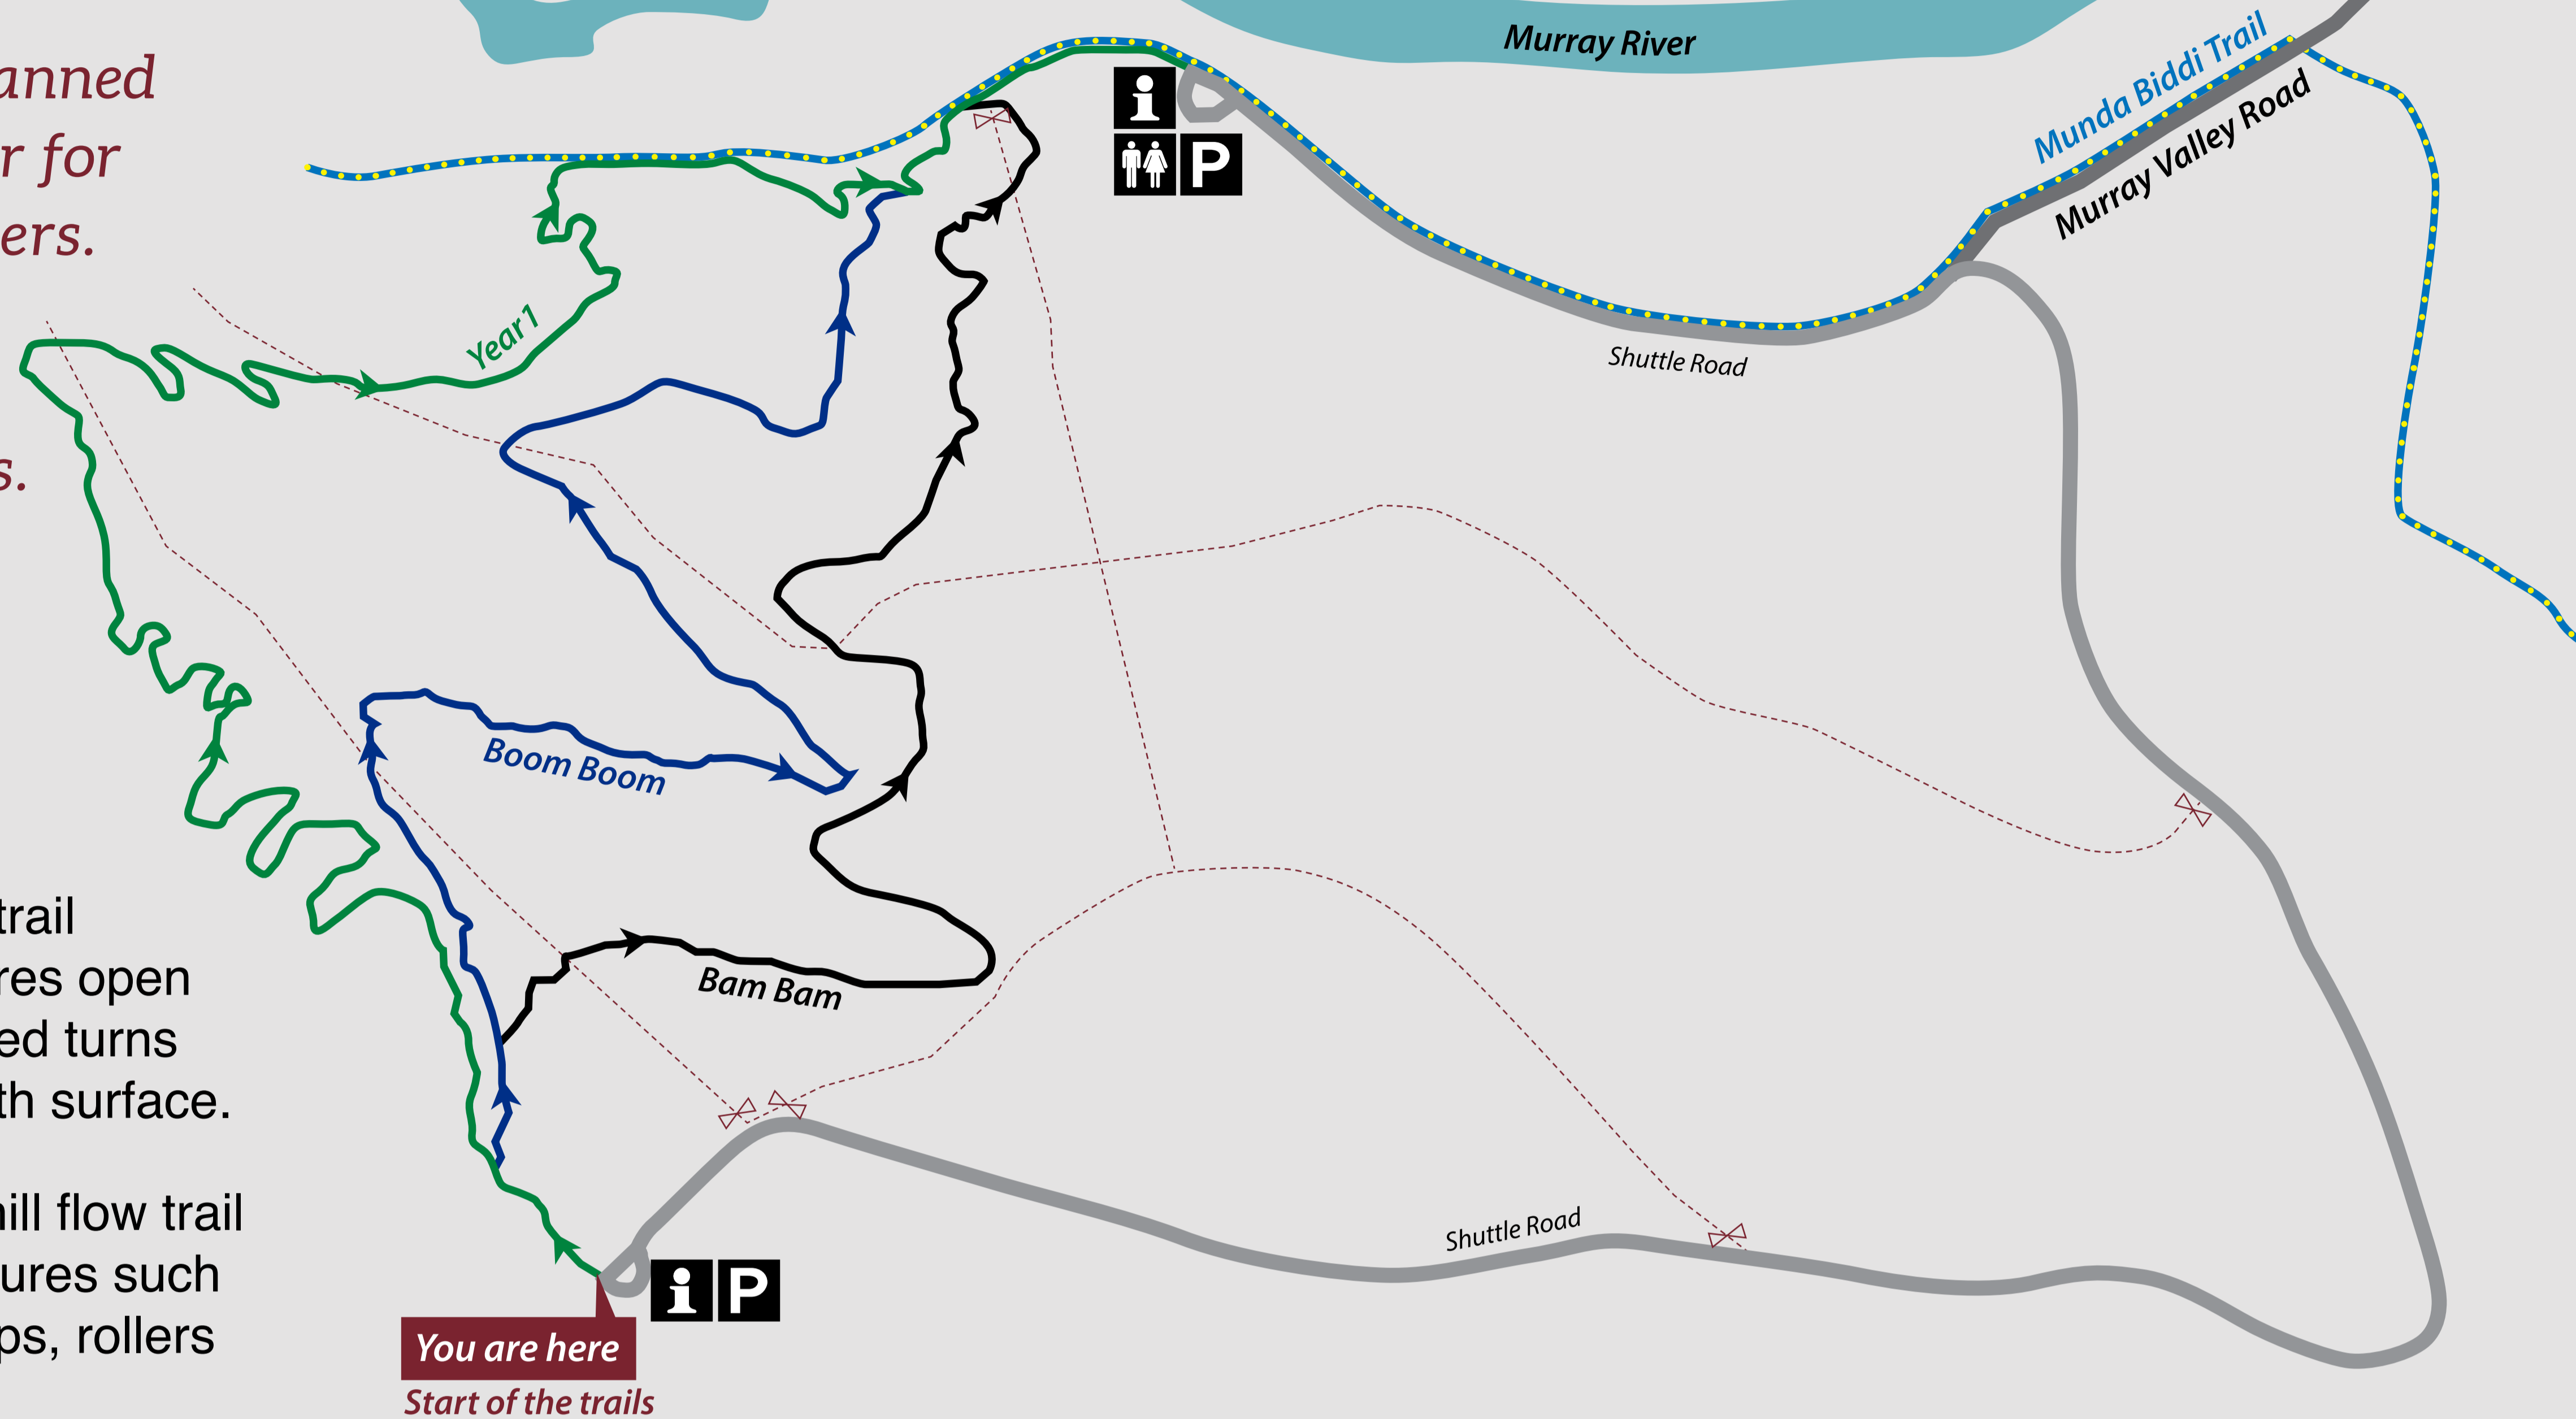 anned
r for
ers.
s.
trail
res open
ed turns
th surface.
hill flow trail
ures such
ps, rollers
Murray River
Munda Biddi Trail
Murray Valley Road
i
P
Shuttle Road
Year 1
Boom Boom
Bam Bam
Shuttle Road
i P
You are here
Start of the trails